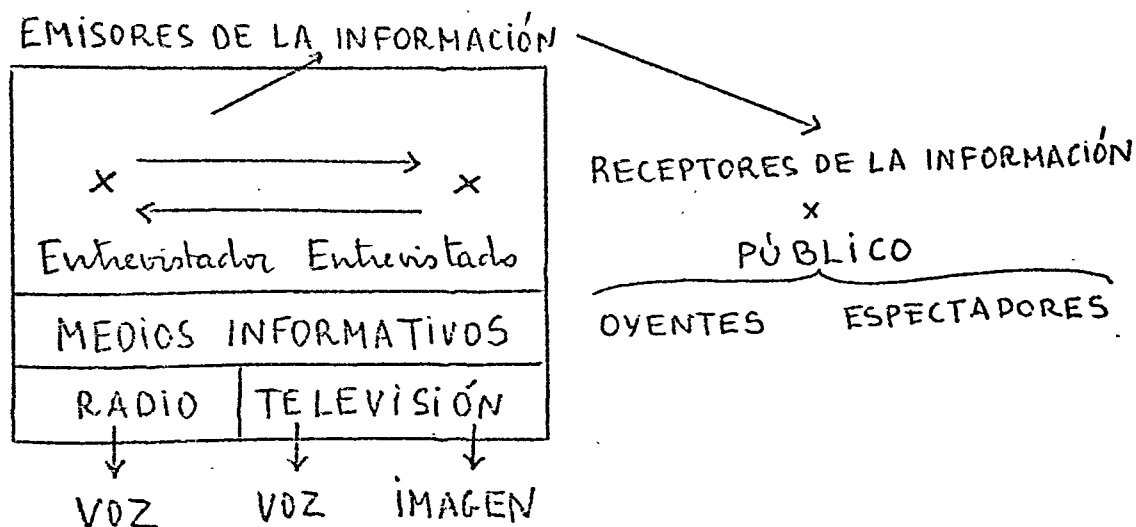 EMISORES DE LA INFORMACIÓN
x x
Entrevistador Entrevistado
MEDIOS INFORMATIVOS
RADIO TELEVISIÓN
VOZ VOZ IMAGEN
RECEPTORES DE LA INFORMACIÓN
x
PÚBLICO
OYENTES ESPECTADORES